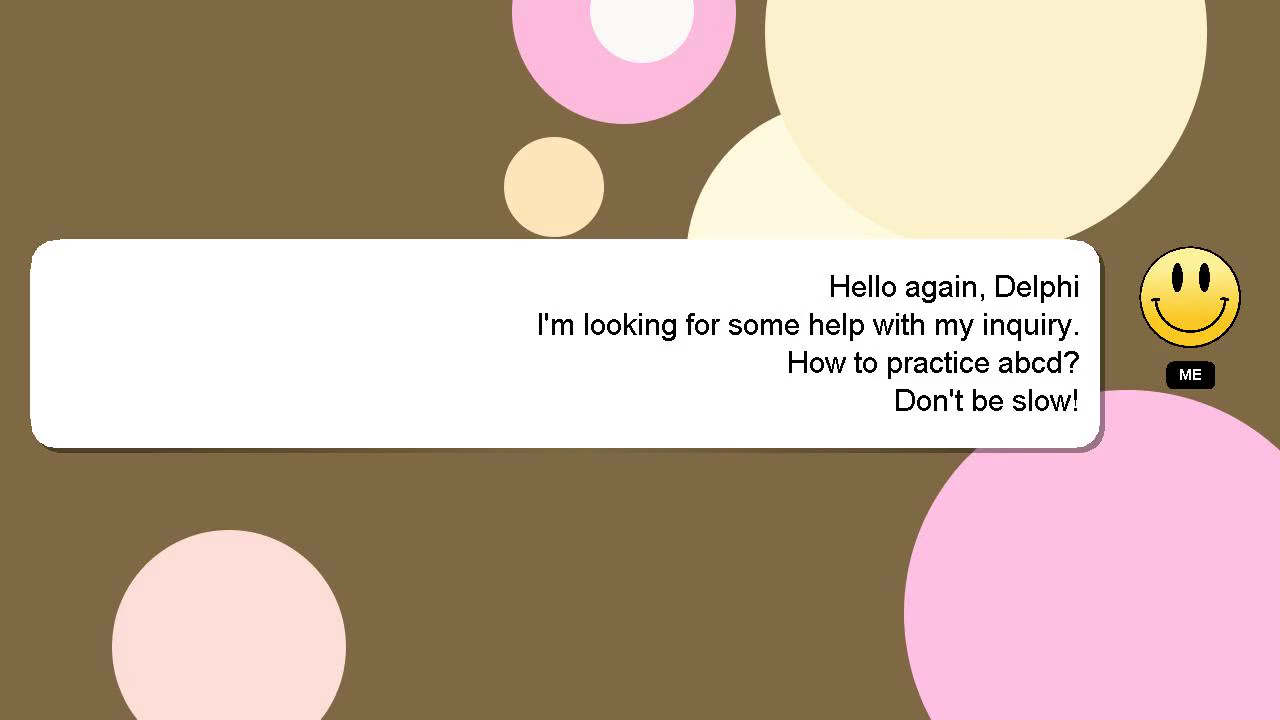 Hello again, Delphi
I'm looking for some help with my inquiry.
How to practice abcd?
Don't be slow!
ME